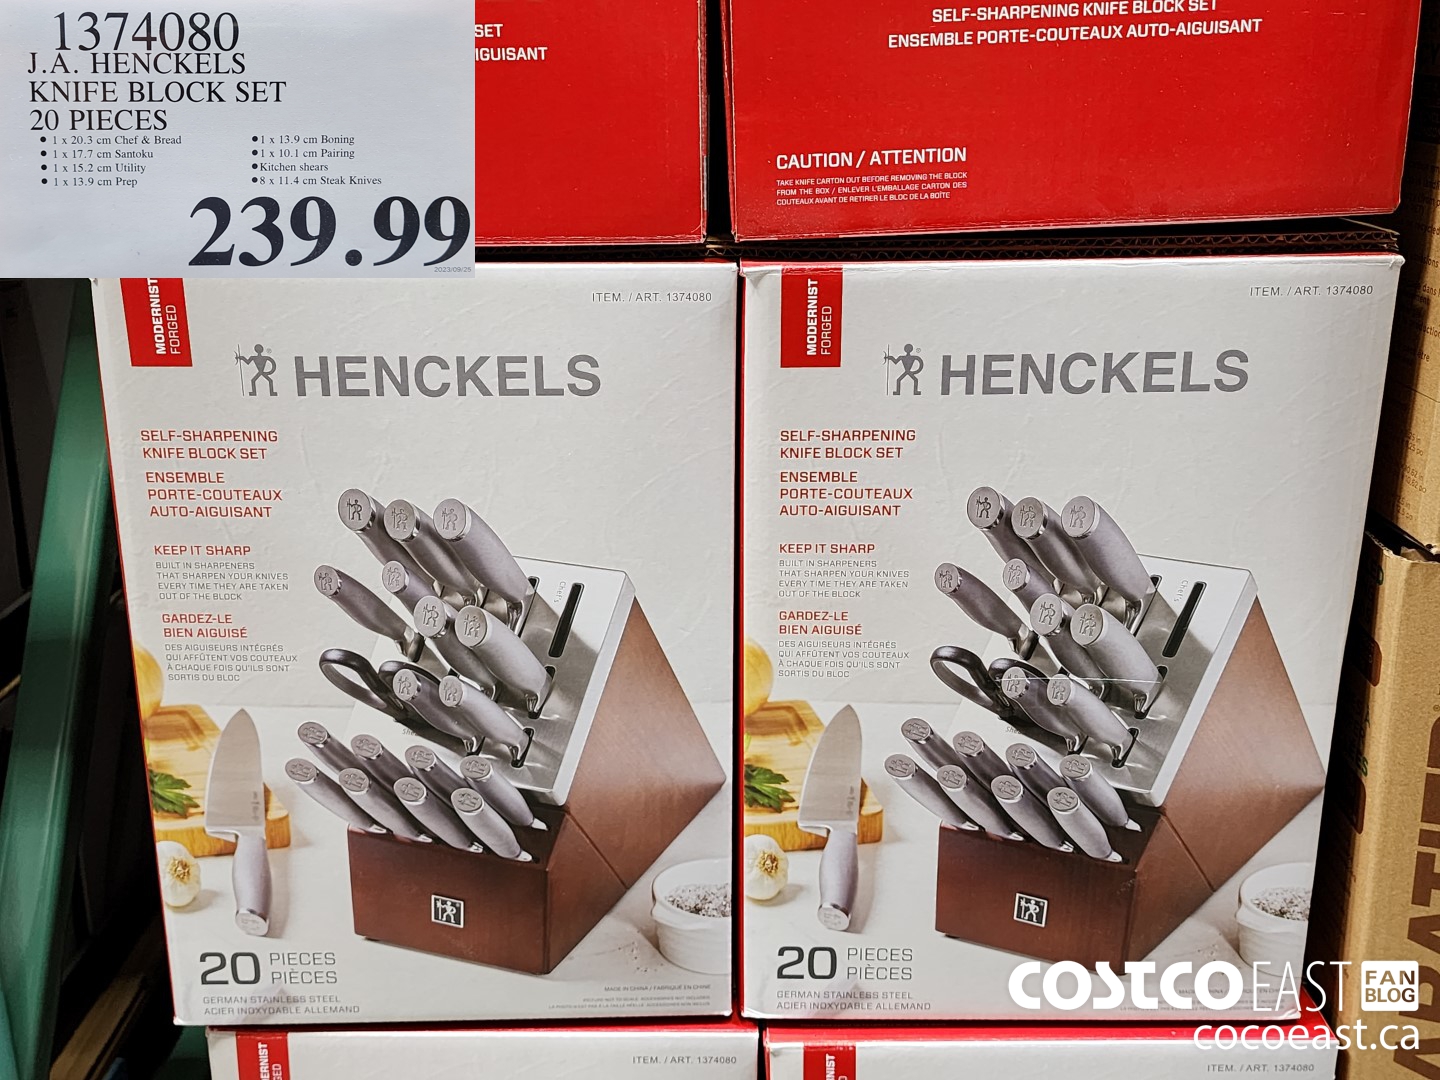 1374080
J.A. HENCKELS
KNIFE BLOCK SET
20 PIECES
• 1 x 20.3 cm Chef & Bread
• 1 x 17.7 cm Santoku
• 1 x 15.2 cm Utility
• 1 x 13.9 cm Prep
• 1 x 13.9 cm Boning
• 1 x 10.1 cm Pairing
• Kitchen shears
• 8 x 11.4 cm Steak Knives
239.99
2023/09/25
SET
IGUISANT
SELF-SHARPENING KNIFE BLOCK SET
ENSEMBLE PORTE-COUTEAUX AUTO-AIGUISANT
CAUTION / ATTENTION
TAKE KNIFE CARTON OUT BEFORE REMOVING THE BLOCK
FROM THE BOX / ENLEVER L'EMBALLAGE CARTON DES
COUTEAUX AVANT DE RETIRER LE BLOC DE LA BOÎTE
MODERNIST
FORGED
ITEM. / ART. 1374080
HENCKELS
SELF-SHARPENING
KNIFE BLOCK SET
ENSEMBLE
PORTE-COUTEAUX
AUTO-AIGUISANT
KEEP IT SHARP
BUILT IN SHARPENERS
THAT SHARPEN YOUR KNIVES
EVERY TIME THEY ARE TAKEN
OUT OF THE BLOCK
GARDEZ-LE
BIEN AIGUISÉ
DES AIGUISEURS INTÉGRÉS
QUI AFFÛTENT VOS COUTEAUX
À CHAQUE FOIS QU'ILS SONT
SORTIS DU BLOC
Chef's
20 PIECES
PIÈCES
GERMAN STAINLESS STEEL
ACIER INOXYDABLE ALLEMAND
MADE IN CHINA / FABRIQUÉ EN CHINE
MODERNIST
FORGED
ITEM. / ART. 1374080
HENCKELS
SELF-SHARPENING
KNIFE BLOCK SET
ENSEMBLE
PORTE-COUTEAUX
AUTO-AIGUISANT
KEEP IT SHARP
BUILT IN SHARPENERS
THAT SHARPEN YOUR KNIVES
EVERY TIME THEY ARE TAKEN
OUT OF THE BLOCK
GARDEZ-LE
BIEN AIGUISÉ
DES AIGUISEURS INTÉGRÉS
QUI AFFÛTENT VOS COUTEAUX
À CHAQUE FOIS QU'ILS SONT
SORTIS DU BLOC
Chef's
20 PIECES
PIÈCES
GERMAN STAINLESS STEEL
ACIER INOXYDABLE ALLEMAND
COSTCO EAST FAN
BLOG
cocoeast.ca
ERNIST
GED
ITEM. / ART. 1374080
NIST
ITEM. / ART. 1374080